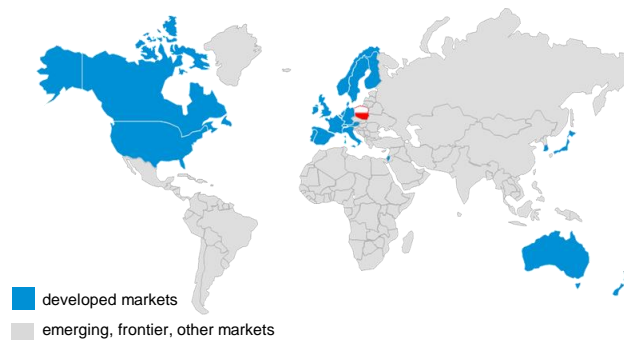 developed markets
emerging, frontier, other markets